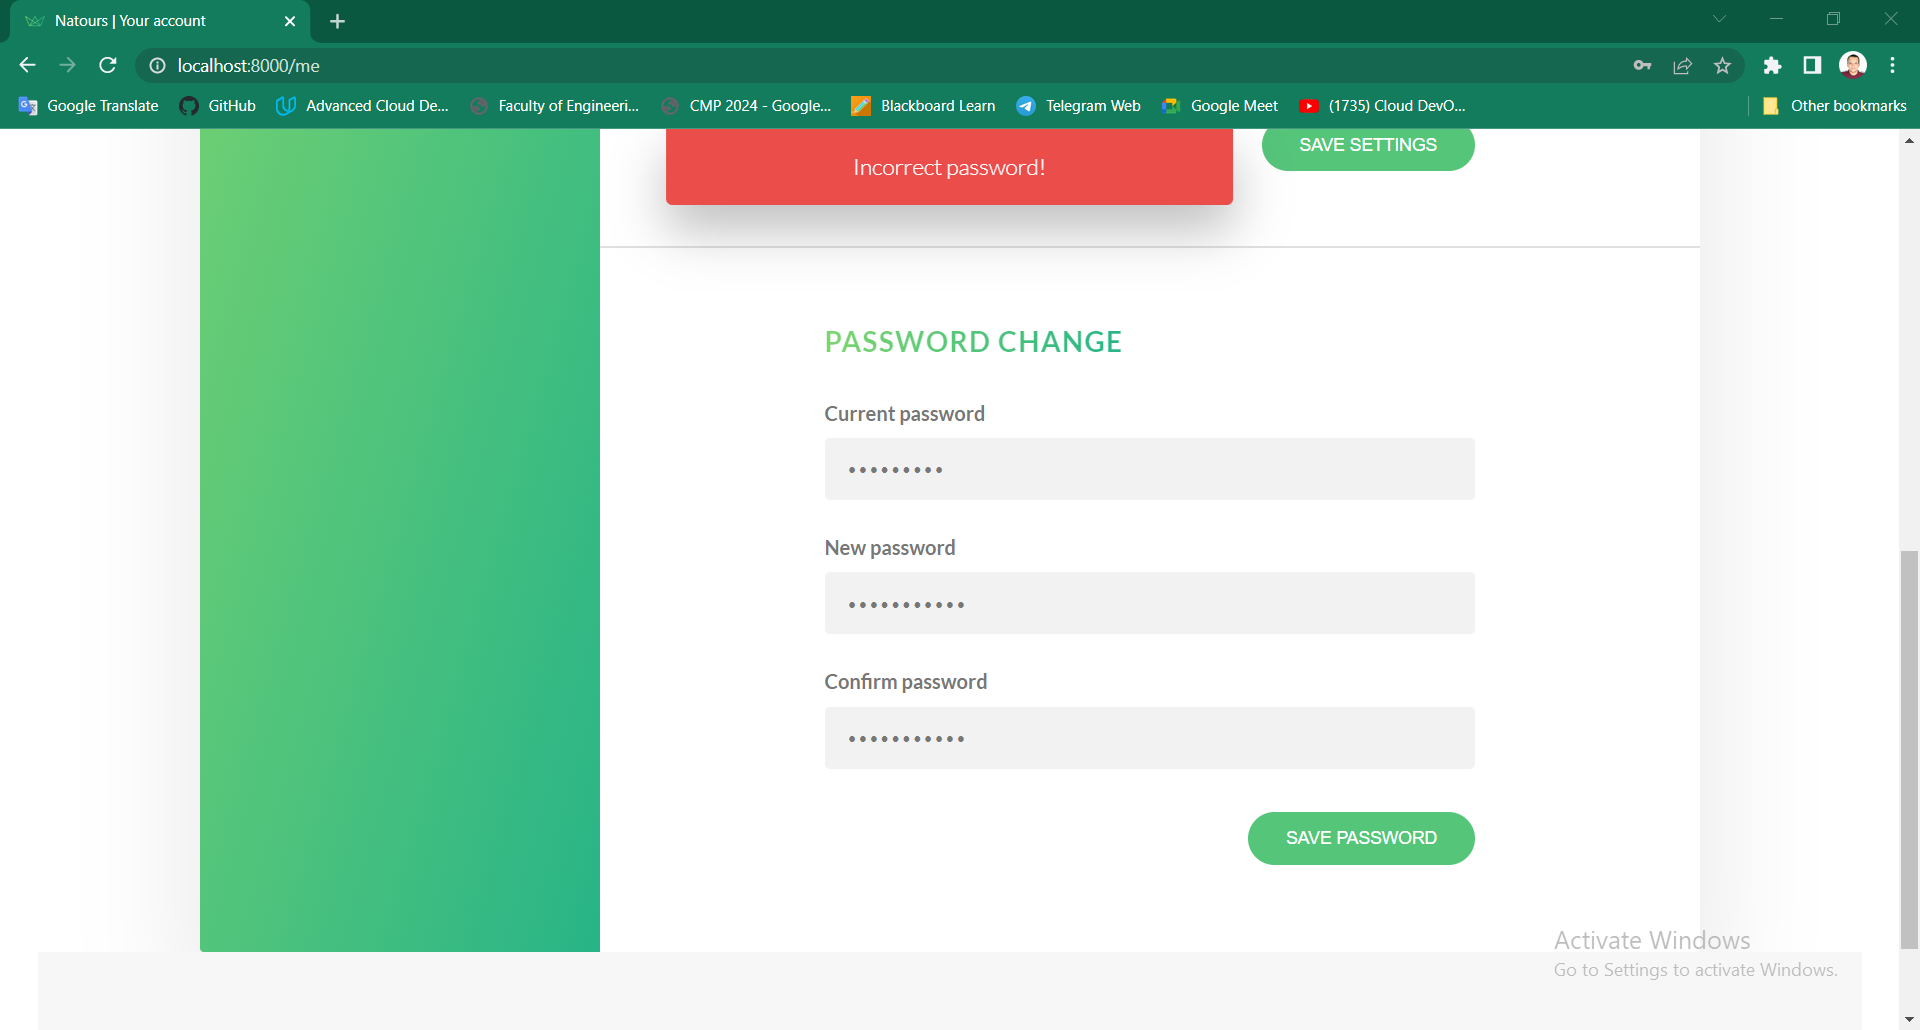 Natours | Your account
localhost:8000/me
Google Translate
GitHub
Advanced Cloud De...
Faculty of Engineeri...
CMP 2024 - Google...
Blackboard Learn
Telegram Web
Google Meet
(1735) Cloud DevO...
Other bookmarks
Incorrect password!
SAVE SETTINGS
PASSWORD CHANGE
Current password
•••••••••
New password
•••••••••••
Confirm password
•••••••••••
SAVE PASSWORD
Activate Windows
Go to Settings to activate Windows.